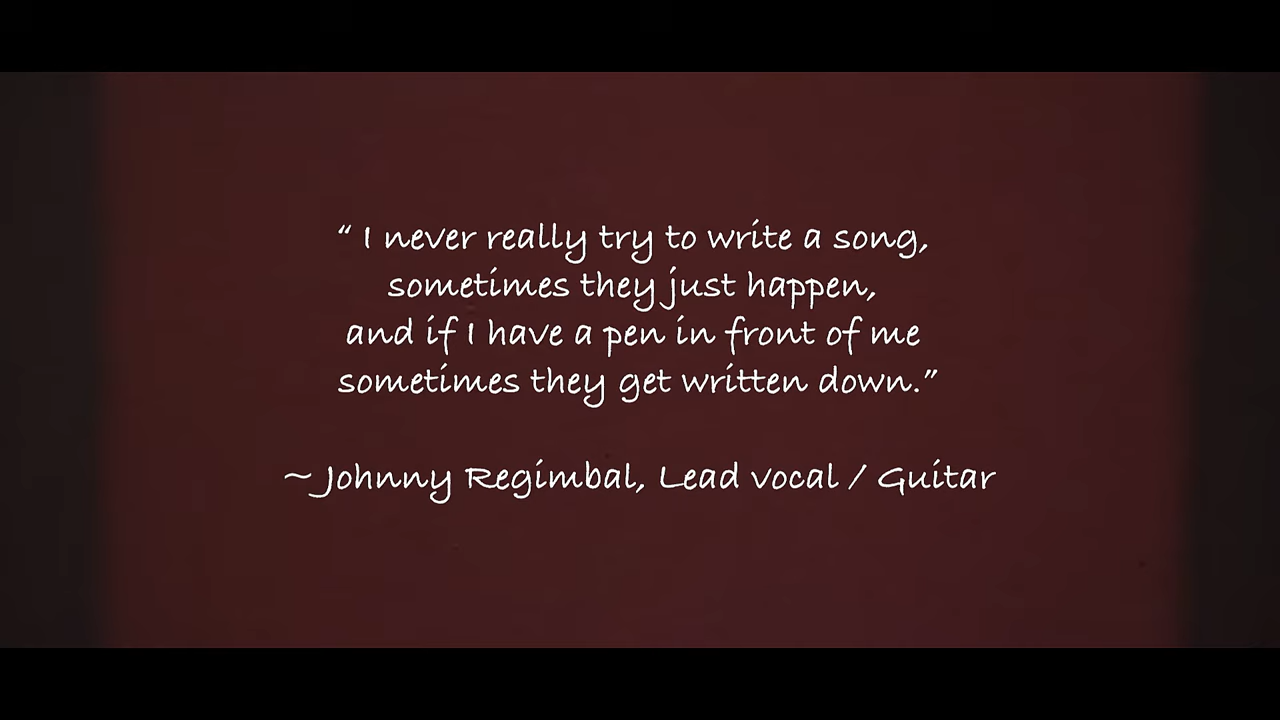 “ I never really try to write a song,
sometimes they just happen,
and if I have a pen in front of me
sometimes they get written down.”
~ Johnny Regimbal, Lead vocal / Guitar